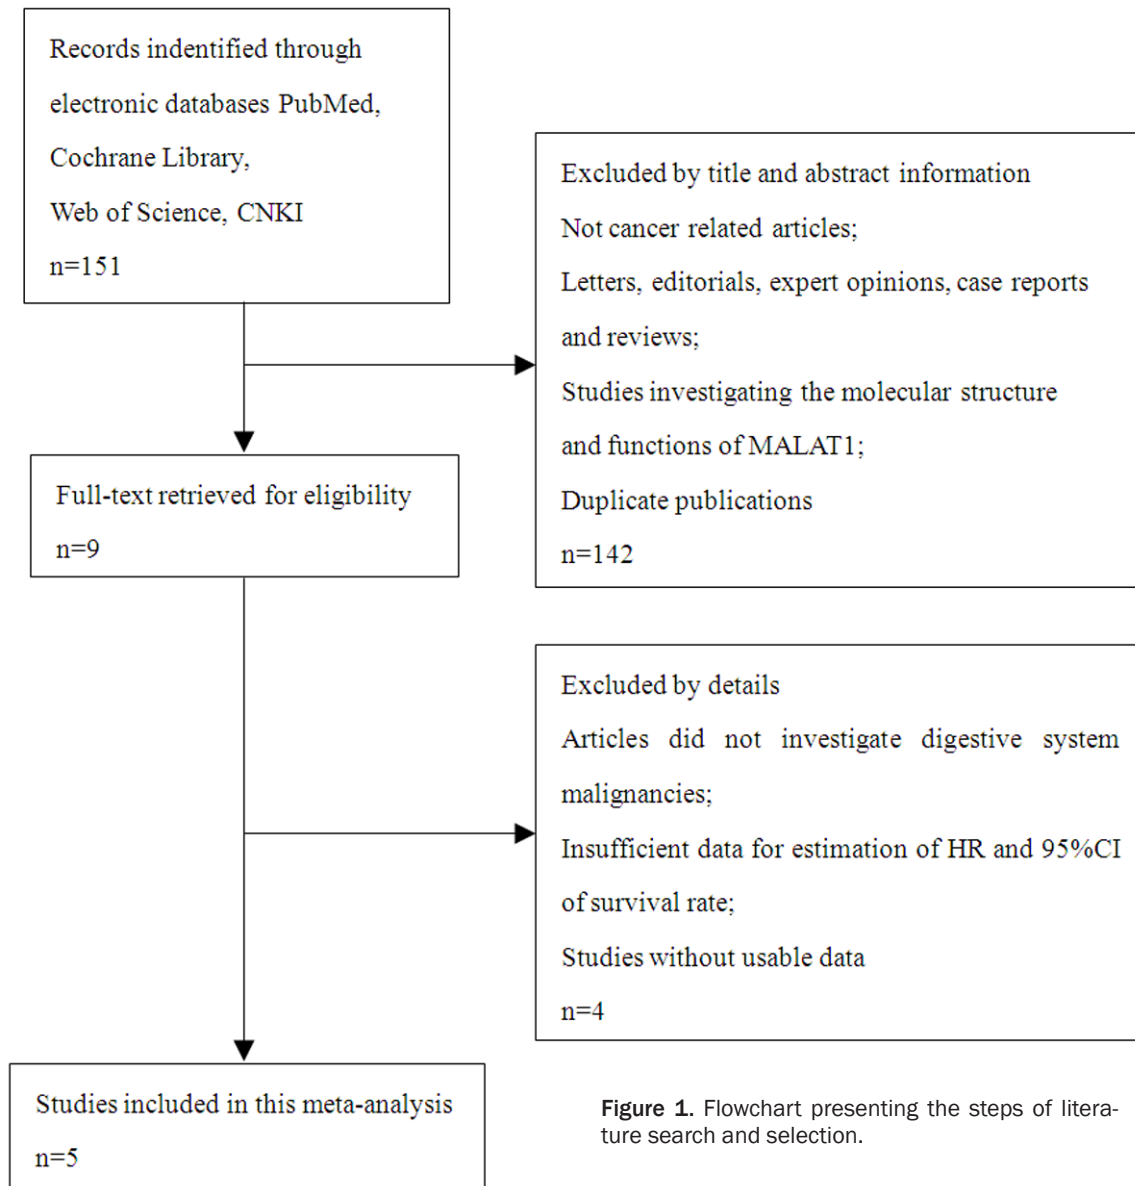 Records indentified through
electronic databases PubMed,
Cochrane Library,
Web of Science, CNKI
n=151
Excluded by title and abstract information
Not cancer related articles;
Letters, editorials, expert opinions, case reports
and reviews;
Studies investigating the molecular structure
and functions of MALAT1;
Duplicate publications
n=142
Full-text retrieved for eligibility
n=9
Excluded by details
Articles did not investigate digestive system
malignancies;
Insufficient data for estimation of HR and 95%CI
of survival rate;
Studies without usable data
n=4
Studies included in this meta-analysis
n=5
Figure 1. Flowchart presenting the steps of litera-
ture search and selection.